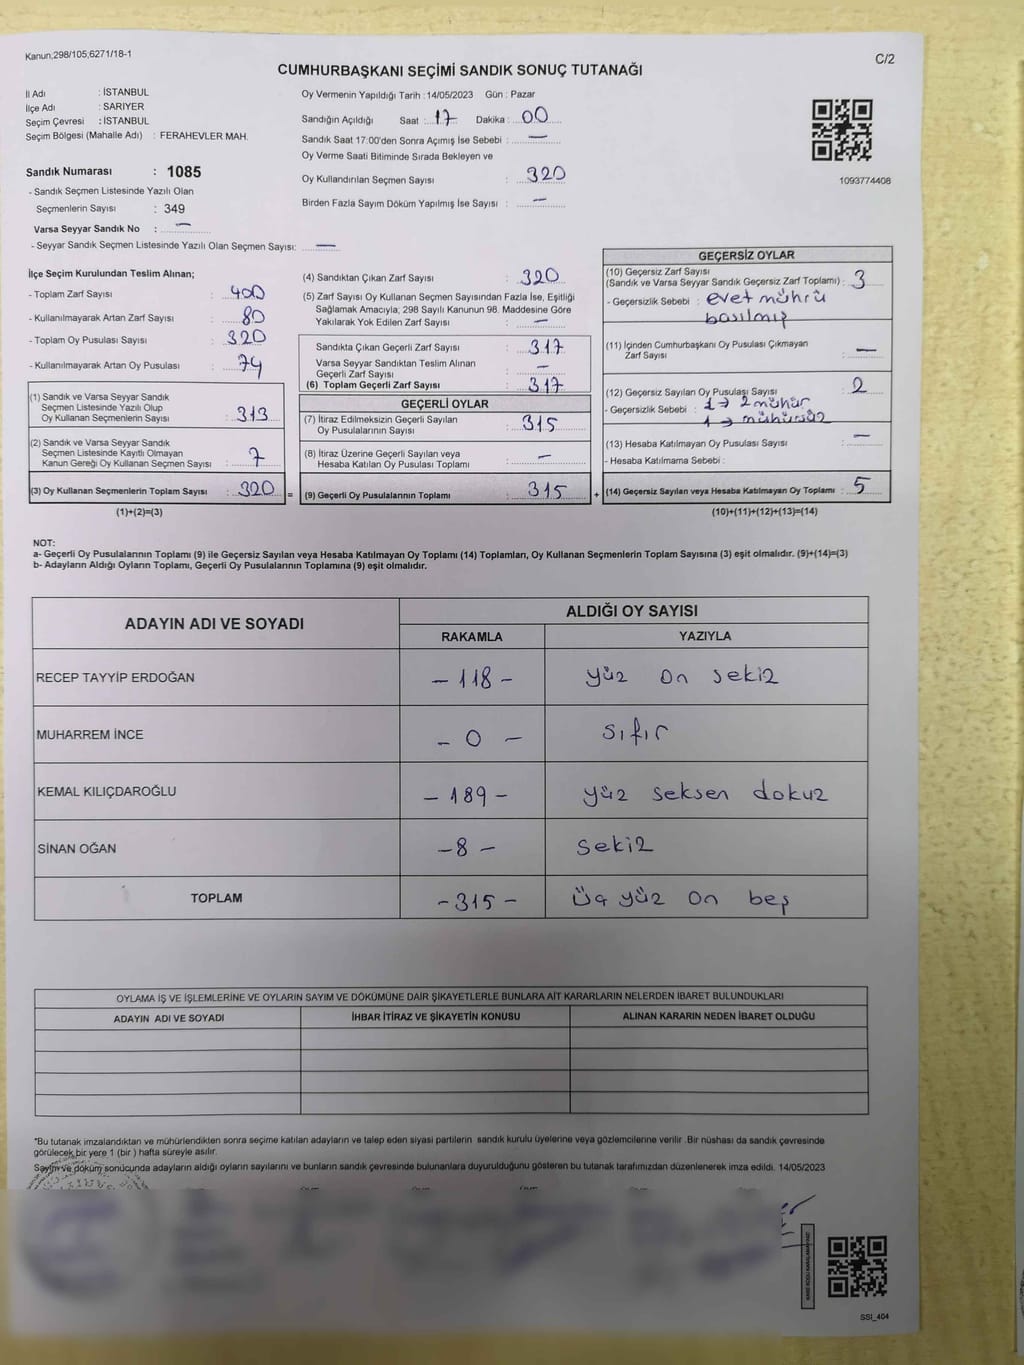 Kanun,298/105,6271/18-1
C/2
CUMHURBAŞKANI SEÇİMİ SANDIK SONUÇ TUTANAĞI
İl Adı : İSTANBUL
İlçe Adı : SARIYER
Seçim Çevresi : İSTANBUL
Seçim Bölgesi (Mahalle Adı) : FERAHEVLER MAH.
Sandık Numarası : 1085
- Sandık Seçmen Listesinde Yazılı Olan
Seçmenlerin Sayısı : 349
Varsa Seyyar Sandık No : —
- Seyyar Sandık Seçmen Listesinde Yazılı Olan Seçmen Sayısı: —
Oy Vermenin Yapıldığı Tarih : 14/05/2023 Gün : Pazar
Sandığın Açıldığı Saat : 17 Dakika : 00
Sandık Saat 17:00'den Sonra Açımış İse Sebebi : —
Oy Verme Saati Bitiminde Sırada Bekleyen ve
Oy Kullandırılan Seçmen Sayısı : 320
Birden Fazla Sayım Döküm Yapılmış İse Sayısı : —
1093774408
İlçe Seçim Kurulundan Teslim Alınan;
- Toplam Zarf Sayısı : 400
- Kullanılmayarak Artan Zarf Sayısı : 80
- Toplam Oy Pusulası Sayısı : 320
- Kullanılmayarak Artan Oy Pusulası : 74
(1) Sandık ve Varsa Seyyar Sandık
Seçmen Listesinde Yazılı Olup
Oy Kullanan Seçmenlerin Sayısı : 313
(2) Sandık ve Varsa Seyyar Sandık
Seçmen Listesinde Kayıtlı Olmayan
Kanun Gereği Oy Kullanan Seçmen Sayısı : 7
(3) Oy Kullanan Seçmenlerin Toplam Sayısı : 320 =
(1)+(2)=(3)
(4) Sandıktan Çıkan Zarf Sayısı : 320
(5) Zarf Sayısı Oy Kullanan Seçmen Sayısından Fazla İse, Eşitliği
Sağlamak Amacıyla; 298 Sayılı Kanunun 98. Maddesine Göre
Yakılarak Yok Edilen Zarf Sayısı : —
Sandıkta Çıkan Geçerli Zarf Sayısı : 317
Varsa Seyyar Sandıktan Teslim Alınan
Geçerli Zarf Sayısı : —
(6) Toplam Geçerli Zarf Sayısı : 317
GEÇERLİ OYLAR
(7) İtiraz Edilmeksizin Geçerli Sayılan
Oy Pusulalarının Sayısı : 315
(8) İtiraz Üzerine Geçerli Sayılan veya
Hesaba Katılan Oy Pusulası Toplamı : —
(9) Geçerli Oy Pusulalarının Toplamı : 315 +
GEÇERSİZ OYLAR
(10) Geçersiz Zarf Sayısı
(Sandık ve Varsa Seyyar Sandık Geçersiz Zarf Toplamı) : 3
- Geçersizlik Sebebi : evet mührü
basılmış
(11) İçinden Cumhurbaşkanı Oy Pusulası Çıkmayan
Zarf Sayısı : —
(12) Geçersiz Sayılan Oy Pusulası Sayısı : 2
- Geçersizlik Sebebi : 1→ 2 mühür
1→ mühürsüz
(13) Hesaba Katılmayan Oy Pusulası Sayısı : —
- Hesaba Katılmama Sebebi :
(14) Geçersiz Sayılan veya Hesaba Katılmayan Oy Toplamı : 5
(10)+(11)+(12)+(13)=(14)
NOT:
a- Geçerli Oy Pusulalarının Toplamı (9) ile Geçersiz Sayılan veya Hesaba Katılmayan Oy Toplamı (14) Toplamları, Oy Kullanan Seçmenlerin Toplam Sayısına (3) eşit olmalıdır. (9)+(14)=(3)
b- Adayların Aldığı Oyların Toplamı, Geçerli Oy Pusulalarının Toplamına (9) eşit olmalıdır.
ADAYIN ADI VE SOYADI
ALDIĞI OY SAYISI
RAKAMLA YAZIYLA
RECEP TAYYİP ERDOĞAN - 118 - yüz on sekiz
MUHARREM İNCE - 0 - sıfır
KEMAL KILIÇDAROĞLU - 189 - yüz seksen dokuz
SİNAN OĞAN - 8 - sekiz
TOPLAM - 315 - üç yüz on beş
OYLAMA İŞ VE İŞLEMLERİNE VE OYLARIN SAYIM VE DÖKÜMÜNE DAİR ŞİKAYETLERLE BUNLARA AİT KARARLARIN NELERDEN İBARET BULUNDUKLARI
ADAYIN ADI VE SOYADI İHBAR İTİRAZ VE ŞİKAYETİN KONUSU ALINAN KARARIN NEDEN İBARET OLDUĞU
*Bu tutanak imzalandıktan ve mühürlendikten sonra seçime katılan adayların ve talep eden siyasi partilerin sandık kurulu üyelerine veya gözlemcilerine verilir .Bir nüshası da sandık çevresinde
görülecek bir yere 1 (bir ) hafta süreyle asılır.
Sayım ve döküm sonucunda adayların aldığı oyların sayılarını ve bunların sandık çevresinde bulunanlara duyurulduğunu gösteren bu tutanak tarafımızdan düzenlenerek imza edildi. 14/05/2023
SSİ_404